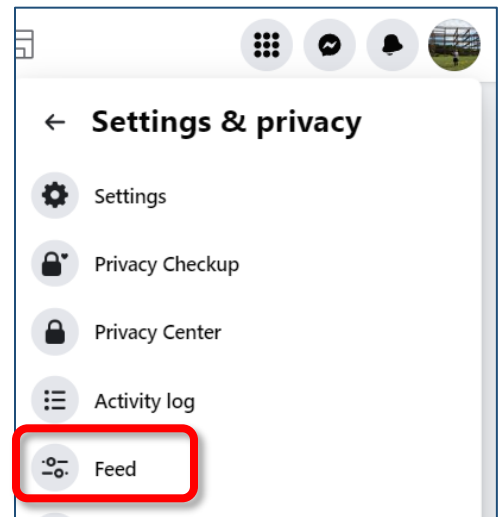 Settings & privacy
Settings
Privacy Checkup
Privacy Center
Activity log
Feed